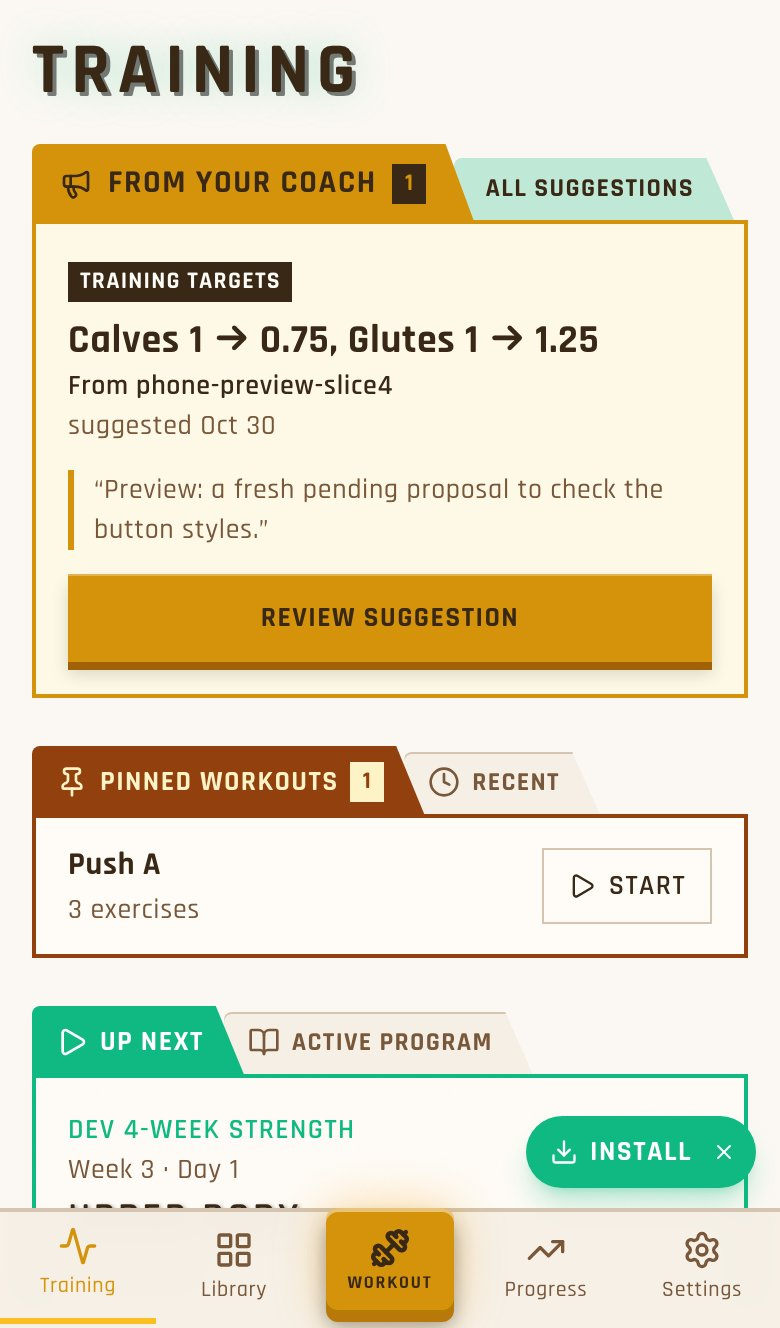 TRAINING
FROM YOUR COACH 1
ALL SUGGESTIONS
TRAINING TARGETS
Calves 1 → 0.75, Glutes 1 → 1.25
From phone-preview-slice4
suggested Oct 30
“Preview: a fresh pending proposal to check the
button styles.”
REVIEW SUGGESTION
PINNED WORKOUTS 1
RECENT
Push A
3 exercises
START
UP NEXT
ACTIVE PROGRAM
DEV 4-WEEK STRENGTH
Week 3 · Day 1
INSTALL
UPPER BODY
Training
Library
WORKOUT
Progress
Settings